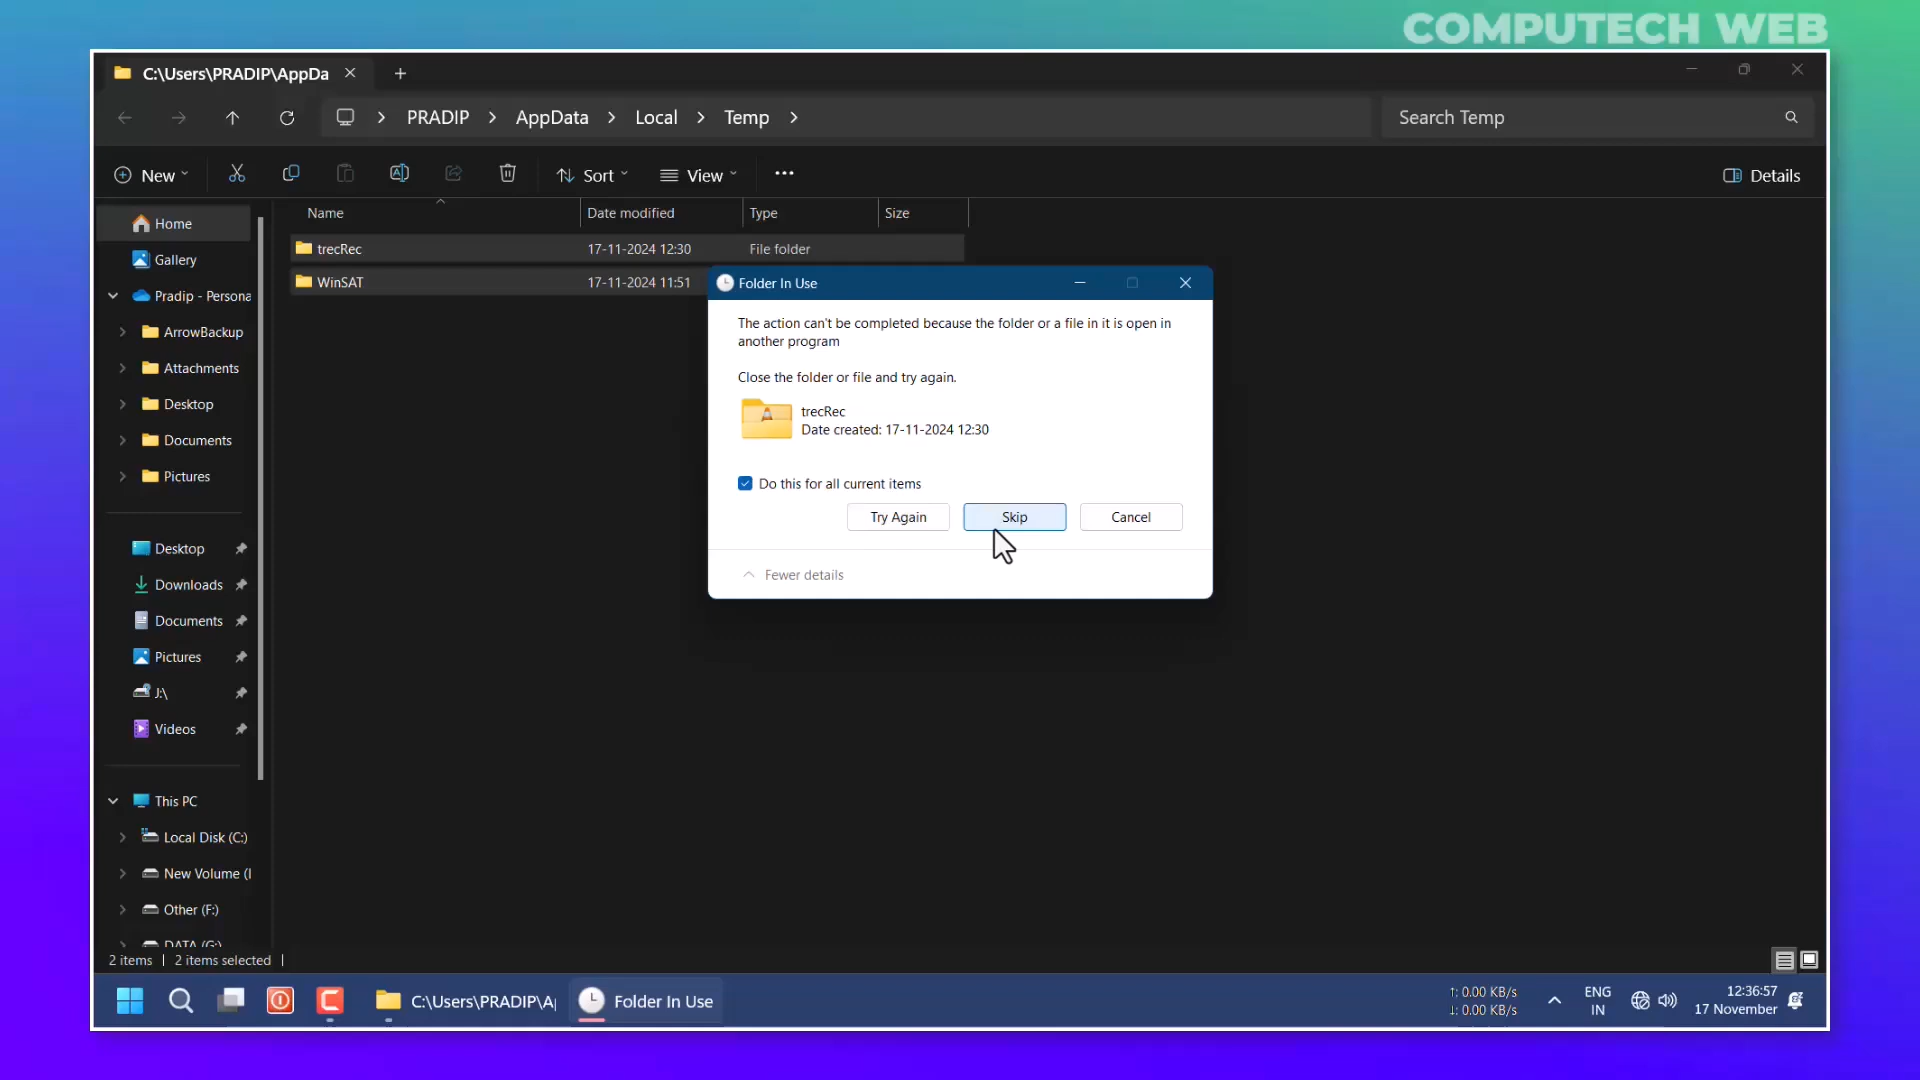 COMPUTECH WEB
C:\Users\PRADIP\AppDa
PRADIP > AppData > Local > Temp >
Search Temp
New
Sort
View
Details
Name Date modified Type Size
trecRec 17-11-2024 12:30 File folder
WinSAT 17-11-2024 11:51
Home
Gallery
Pradip - Persona
ArrowBackup
Attachments
Desktop
Documents
Pictures
Desktop
Downloads
Documents
Pictures
J:\
Videos
This PC
Local Disk (C:)
New Volume (
Other (F:)
DATA (G:)
Folder In Use
The action can't be completed because the folder or a file in it is open in
another program
Close the folder or file and try again.
trecRec
Date created: 17-11-2024 12:30
Do this for all current items
Try Again Skip Cancel
Fewer details
2 items 2 items selected
C:\Users\PRADIP\A
Folder In Use
↑: 0.00 KB/s
↓: 0.00 KB/s
ENG
IN
12:36:57
17 November